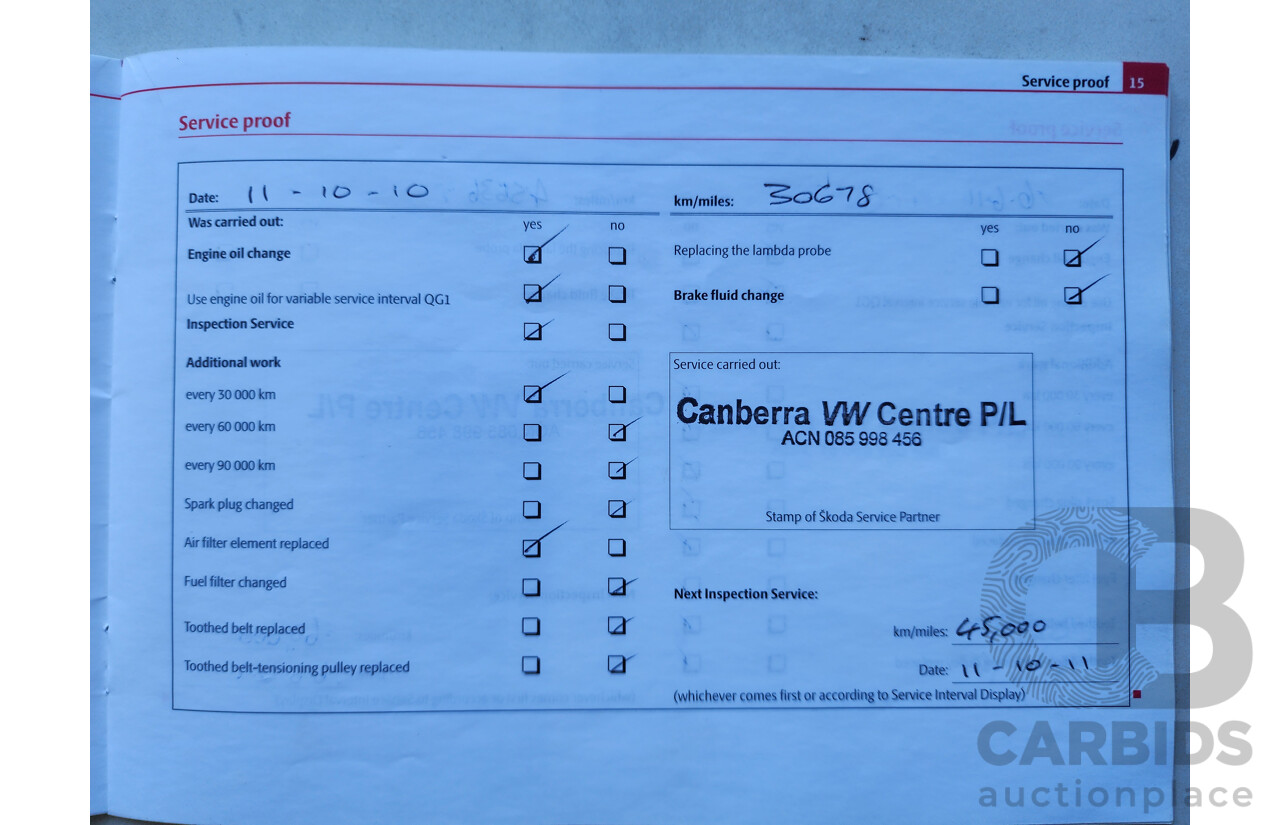 Service proof 15
Service proof
Date: 11 - 10 - 10
km/miles: 30678
Was carried out: yes no
yes no
Engine oil change
Replacing the lambda probe
Use engine oil for variable service interval QG1
Brake fluid change
Inspection Service
Additional work
every 30 000 km
every 60 000 km
every 90 000 km
Spark plug changed
Air filter element replaced
Fuel filter changed
Toothed belt replaced
Toothed belt-tensioning pulley replaced
Service carried out:
Canberra VW Centre P/L
ACN 085 998 456
Stamp of Škoda Service Partner
Next Inspection Service:
km/miles: 45,000
Date: 11 - 10 - 11
(whichever comes first or according to Service Interval Display)
CARBIDS
auctionplace